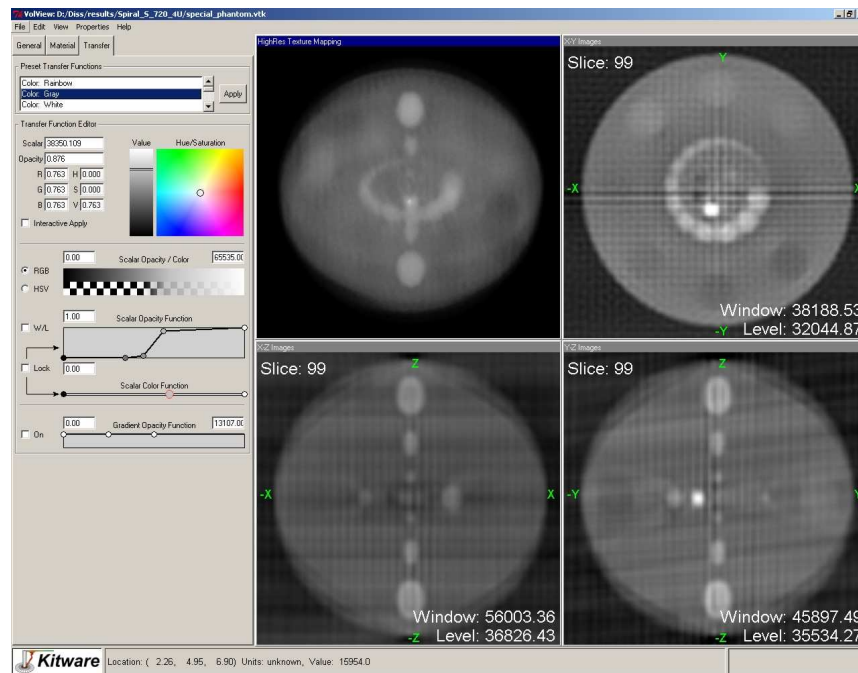 VolView: D:/Diss/results/Spiral_S_720_4U/special_phantom.vtk
File Edit View Properties Help
General Material Transfer
Preset Transfer Functions
Color: Rainbow
Color: Gray
Color: White
Apply
Transfer Function Editor
Scalar 38350.109
Value Hue/Saturation
Opacity 0.876
R 0.763 H 0.000
G 0.763 S 0.000
B 0.763 V 0.763
Interactive Apply
0.00 Scalar Opacity / Color 65535.00
RGB
HSV
1.00 Scalar Opacity Function
W/L
Lock 0.00
Scalar Color Function
0.00 Gradient Opacity Function 13107.00
On
HighRes Texture Mapping
X-Y Images
Slice: 99
Y
-X X
Window: 38188.53
-Y Level: 32044.87
X-Z Images
Slice: 99
Z
-X X
Window: 56003.36
-Z Level: 36826.43
Y-Z Images
Slice: 99
Z
-Y Y
Window: 45897.49
-Z Level: 35534.27
Kitware Location: ( 2.26, 4.95, 6.90) Units: unknown, Value: 15954.0